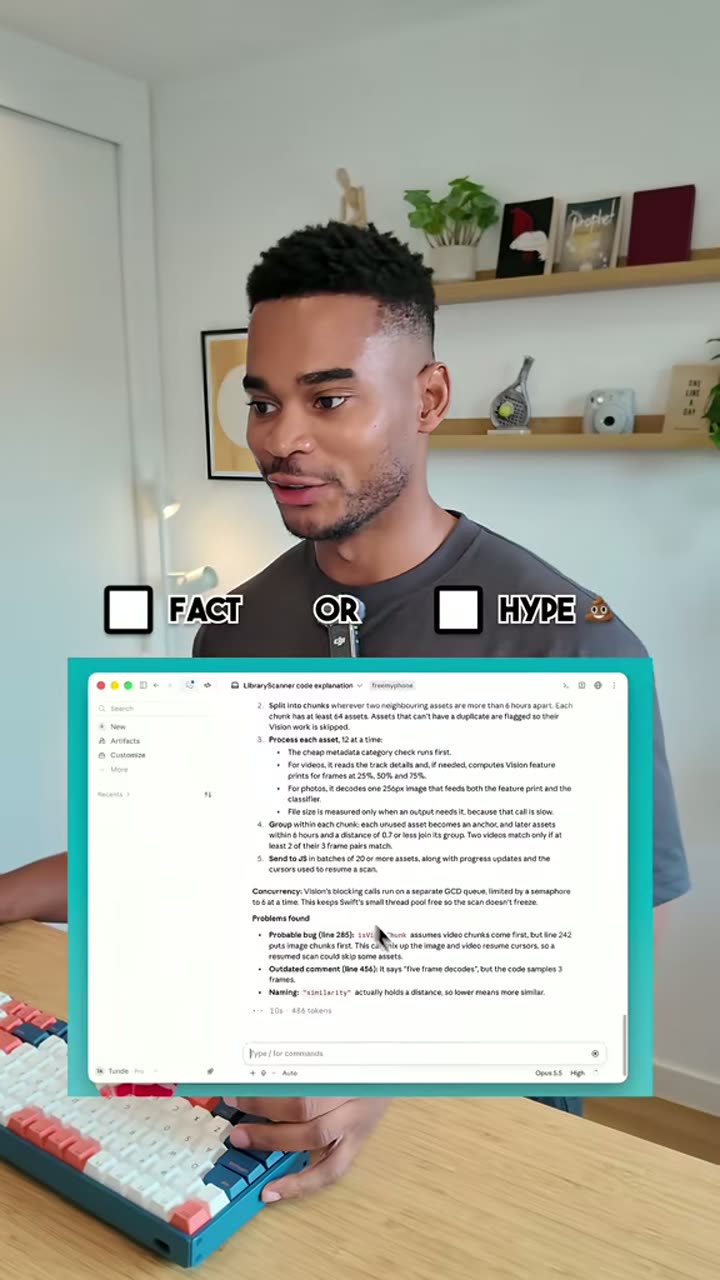 Prophet
ONE
LINE
A
DAY
FACT OR HYPE 💩
dji
LibraryScanner code explanation freemyphone
Search
New
Artifacts
Customize
More
Recents
2. Split into chunks wherever two neighbouring assets are more than 6 hours apart. Each
chunk has at least 64 assets. Assets that can't have a duplicate are flagged so their
Vision work is skipped.
3. Process each asset, 12 at a time:
• The cheap metadata category check runs first.
• For videos, it reads the track details and, if needed, computes Vision feature
prints for frames at 25%, 50% and 75%.
• For photos, it decodes one 256px image that feeds both the feature print and the
classifier.
• File size is measured only when an output needs it, because that call is slow.
4. Group within each chunk: each unused asset becomes an anchor, and later assets
within 6 hours and a distance of 0.7 or less join its group. Two videos match only if at
least 2 of their 3 frame pairs match.
5. Send to JS in batches of 20 or more assets, along with progress updates and the
cursors used to resume a scan.
Concurrency: Vision's blocking calls run on a separate GCD queue, limited by a semaphore
to 6 at a time. This keeps Swift's small thread pool free so the scan doesn't freeze.
Problems found
• Probable bug (line 285): assumes video chunks come first, but line 242
puts image chunks first. This can mix up the image and video resume cursors, so a
resumed scan could skip some assets.
• Outdated comment (line 456): it says "five frame decodes", but the code samples 3
frames.
• Naming: "similarity" actually holds a distance, so lower means more similar.
10s · 486 tokens
Type / for commands
Tunde Pro
+ Auto Opus 5.5 High